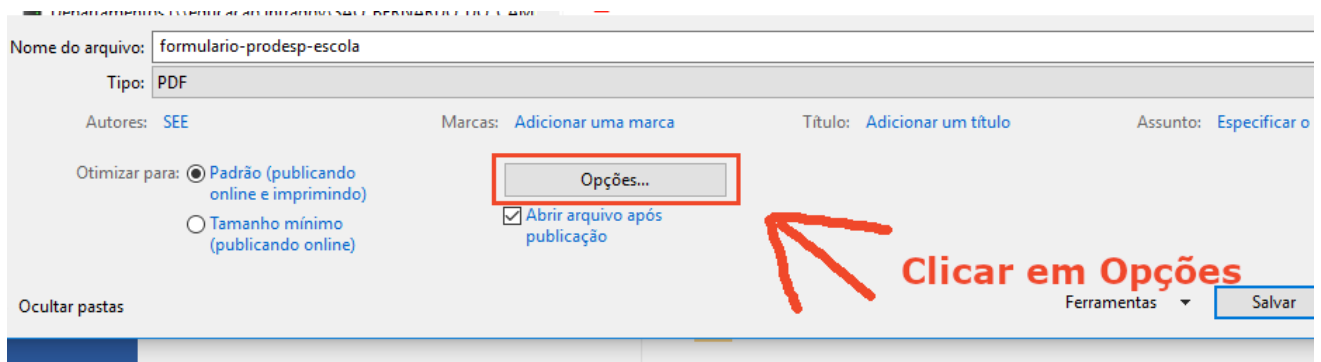 Nome do arquivo: formulario-prodesp-escola
Tipo: PDF
Autores: SEE Marcas: Adicionar uma marca Título: Adicionar um título Assunto: Especificar o
Otimizar para: Padrão (publicando
online e imprimindo)
Tamanho mínimo
(publicando online)
Opções...
Abrir arquivo após
publicação
Clicar em Opções
Ocultar pastas Ferramentas Salvar